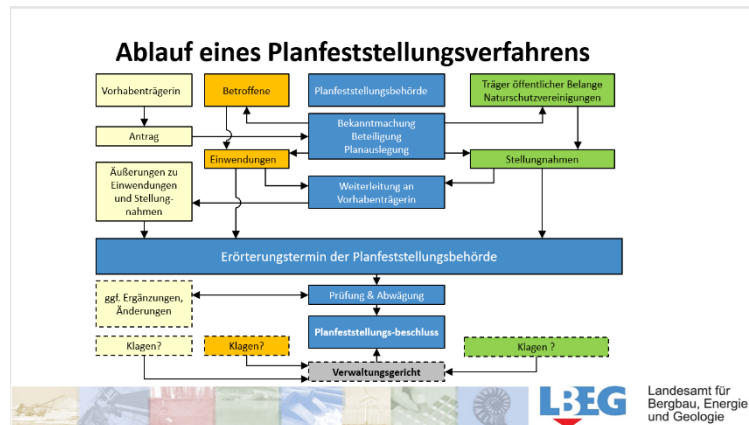 Ablauf eines Planfeststellungsverfahrens
Vorhabenträgerin
Betroffene
Planfeststellungsbehörde
Träger öffentlicher Belange
Naturschutzvereinigungen
Antrag
Bekanntmachung
Beteiligung
Planauslegung
Einwendungen
Stellungnahmen
Äußerungen zu
Einwendungen
und Stellung-
nahmen
Weiterleitung an
Vorhabenträgerin
Erörterungstermin der Planfeststellungsbehörde
ggf. Ergänzungen,
Änderungen
Prüfung & Abwägung
Planfeststellungs-beschluss
Klagen?
Klagen?
Klagen ?
Verwaltungsgericht
LBEG
Landesamt für
Bergbau, Energie
und Geologie